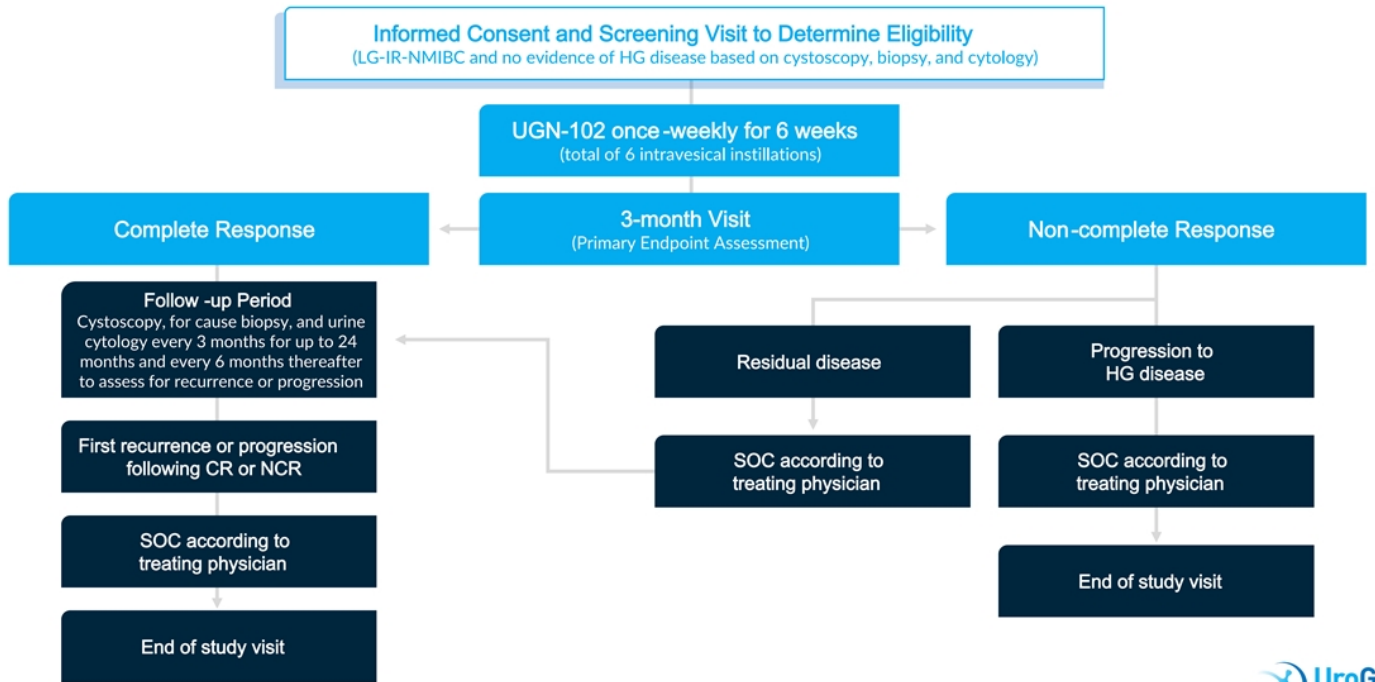 Informed Consent and Screening Visit to Determine Eligibility
(LG-IR-NMIBC and no evidence of HG disease based on cystoscopy, biopsy, and cytology)
UGN-102 once-weekly for 6 weeks
(total of 6 intravesical instillations)
Complete Response
3-month Visit
(Primary Endpoint Assessment)
Non-complete Response
Follow -up Period
Cystoscopy, for cause biopsy, and urine
cytology every 3 months for up to 24
months and every 6 months thereafter
to assess for recurrence or progression
First recurrence or progression
following CR or NCR
SOC according to
treating physician
End of study visit
Residual disease
SOC according to
treating physician
Progression to
HG disease
SOC according to
treating physician
End of study visit
UroG